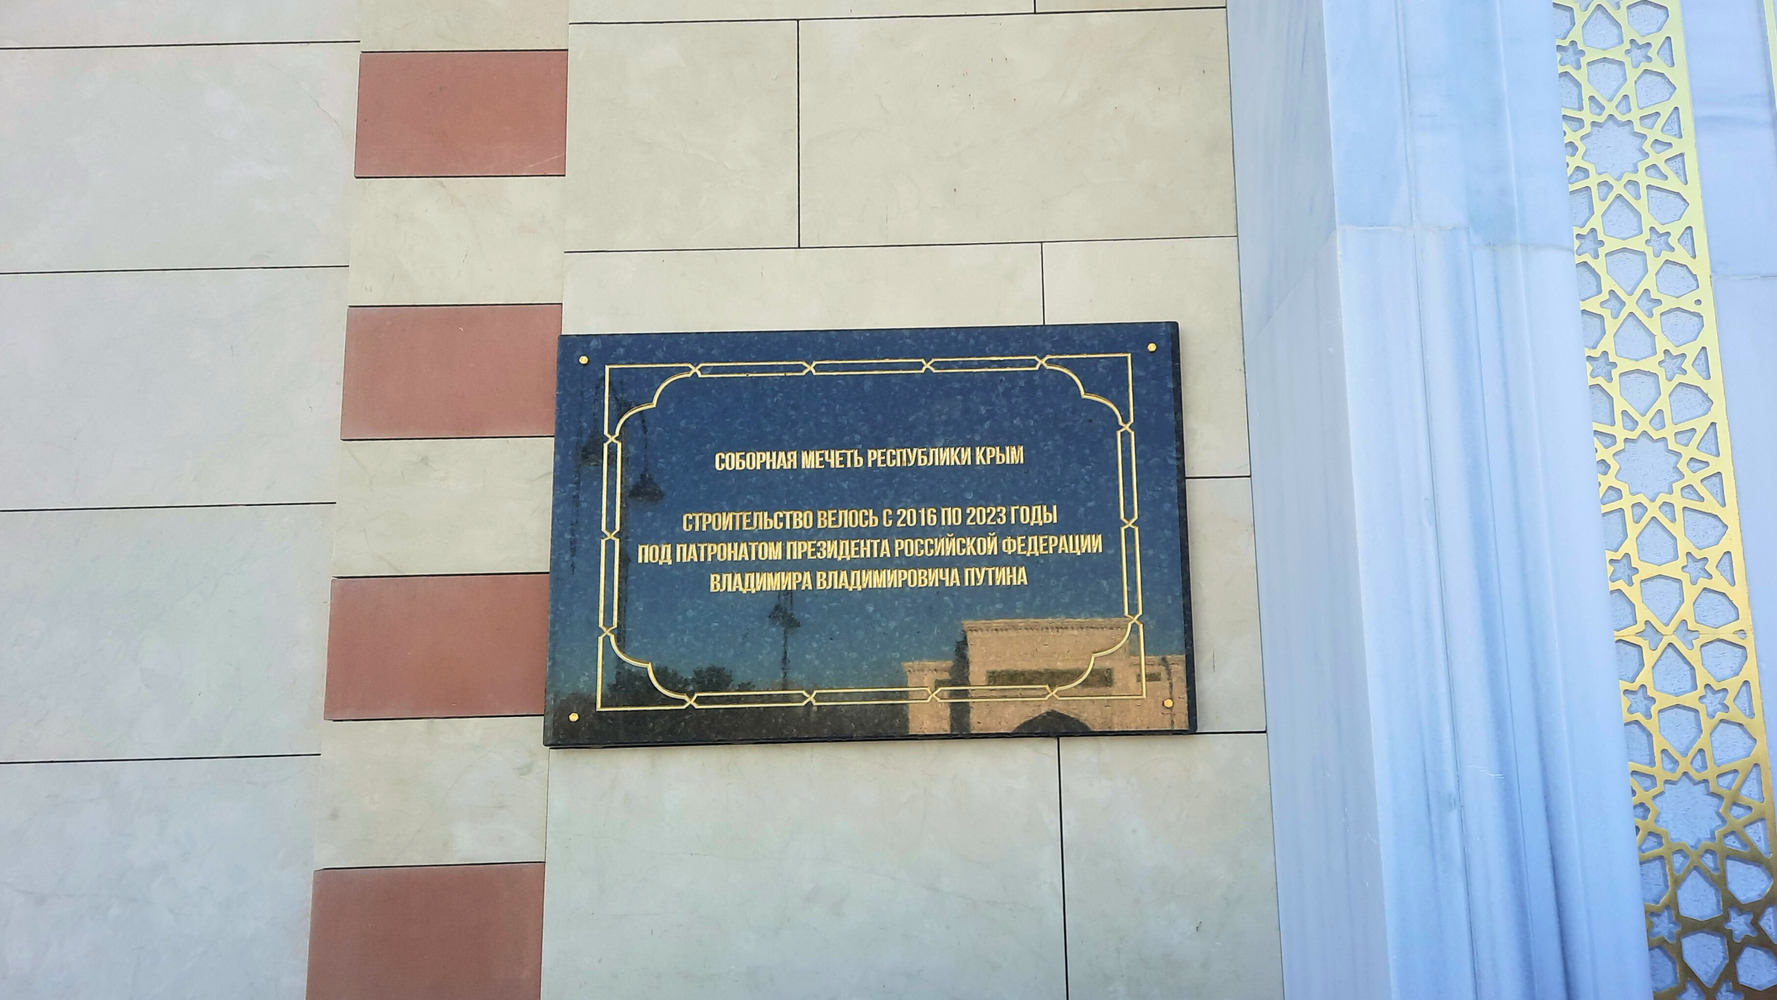 СОБОРНАЯ МЕЧЕТЬ РЕСПУБЛИКИ КРЫМ
СТРОИТЕЛЬСТВО ВЕЛОСЬ С 2016 ПО 2023 ГОДЫ
ПОД ПАТРОНАТОМ ПРЕЗИДЕНТА РОССИЙСКОЙ ФЕДЕРАЦИИ
ВЛАДИМИРА ВЛАДИМИРОВИЧА ПУТИНА